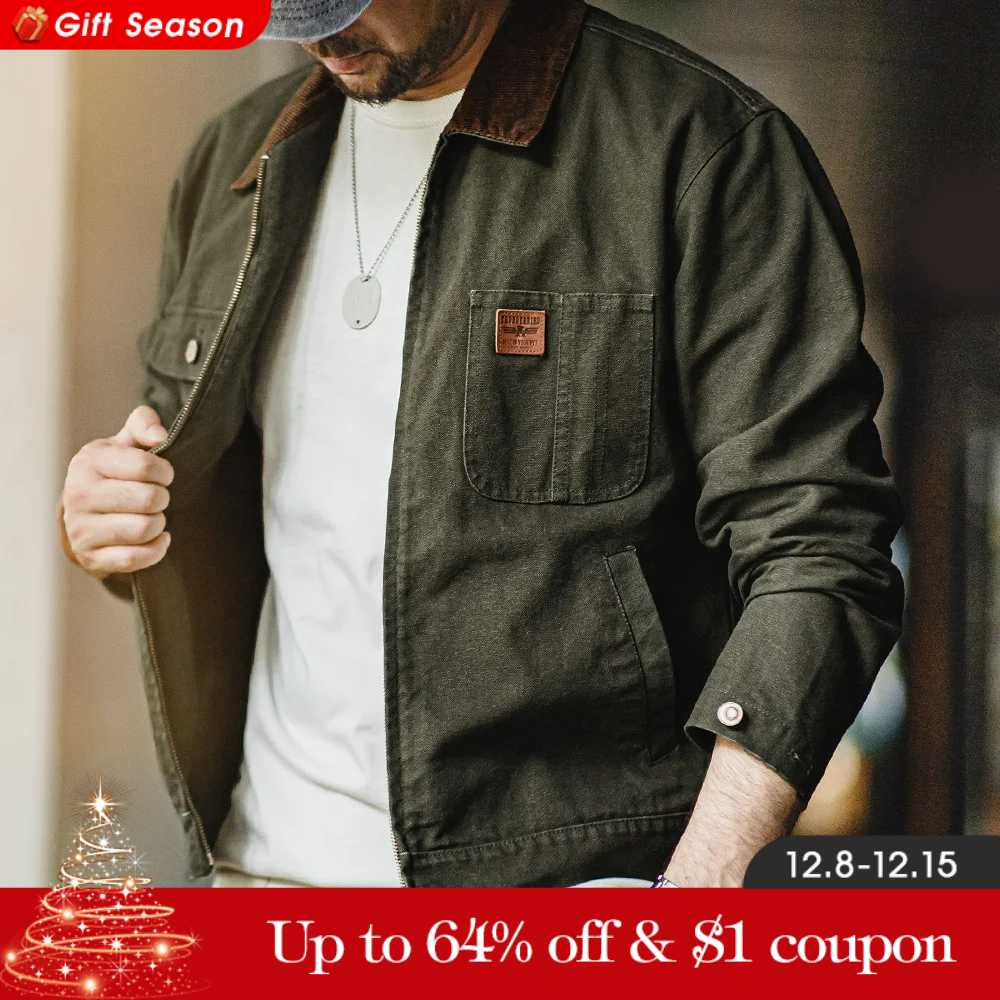 Gift Season
12.8-12.15
Up to 64% off & $1 coupon